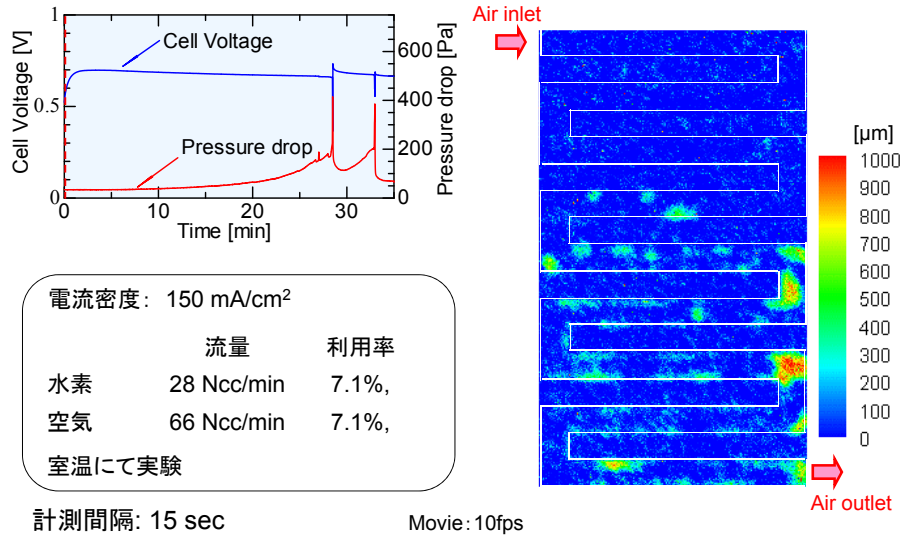 Cell Voltage [V]
1
0.5
0
Cell Voltage
Pressure drop
0
10
20
30
Time [min]
600
400
200
0
Pressure drop [Pa]
電流密度: 150 mA/cm²
流量 利用率
水素 28 Ncc/min 7.1%,
空気 66 Ncc/min 7.1%,
室温にて実験
計測間隔: 15 sec
Movie:10fps
Air inlet
[µm]
1000
900
800
700
600
500
400
300
200
100
0
Air outlet